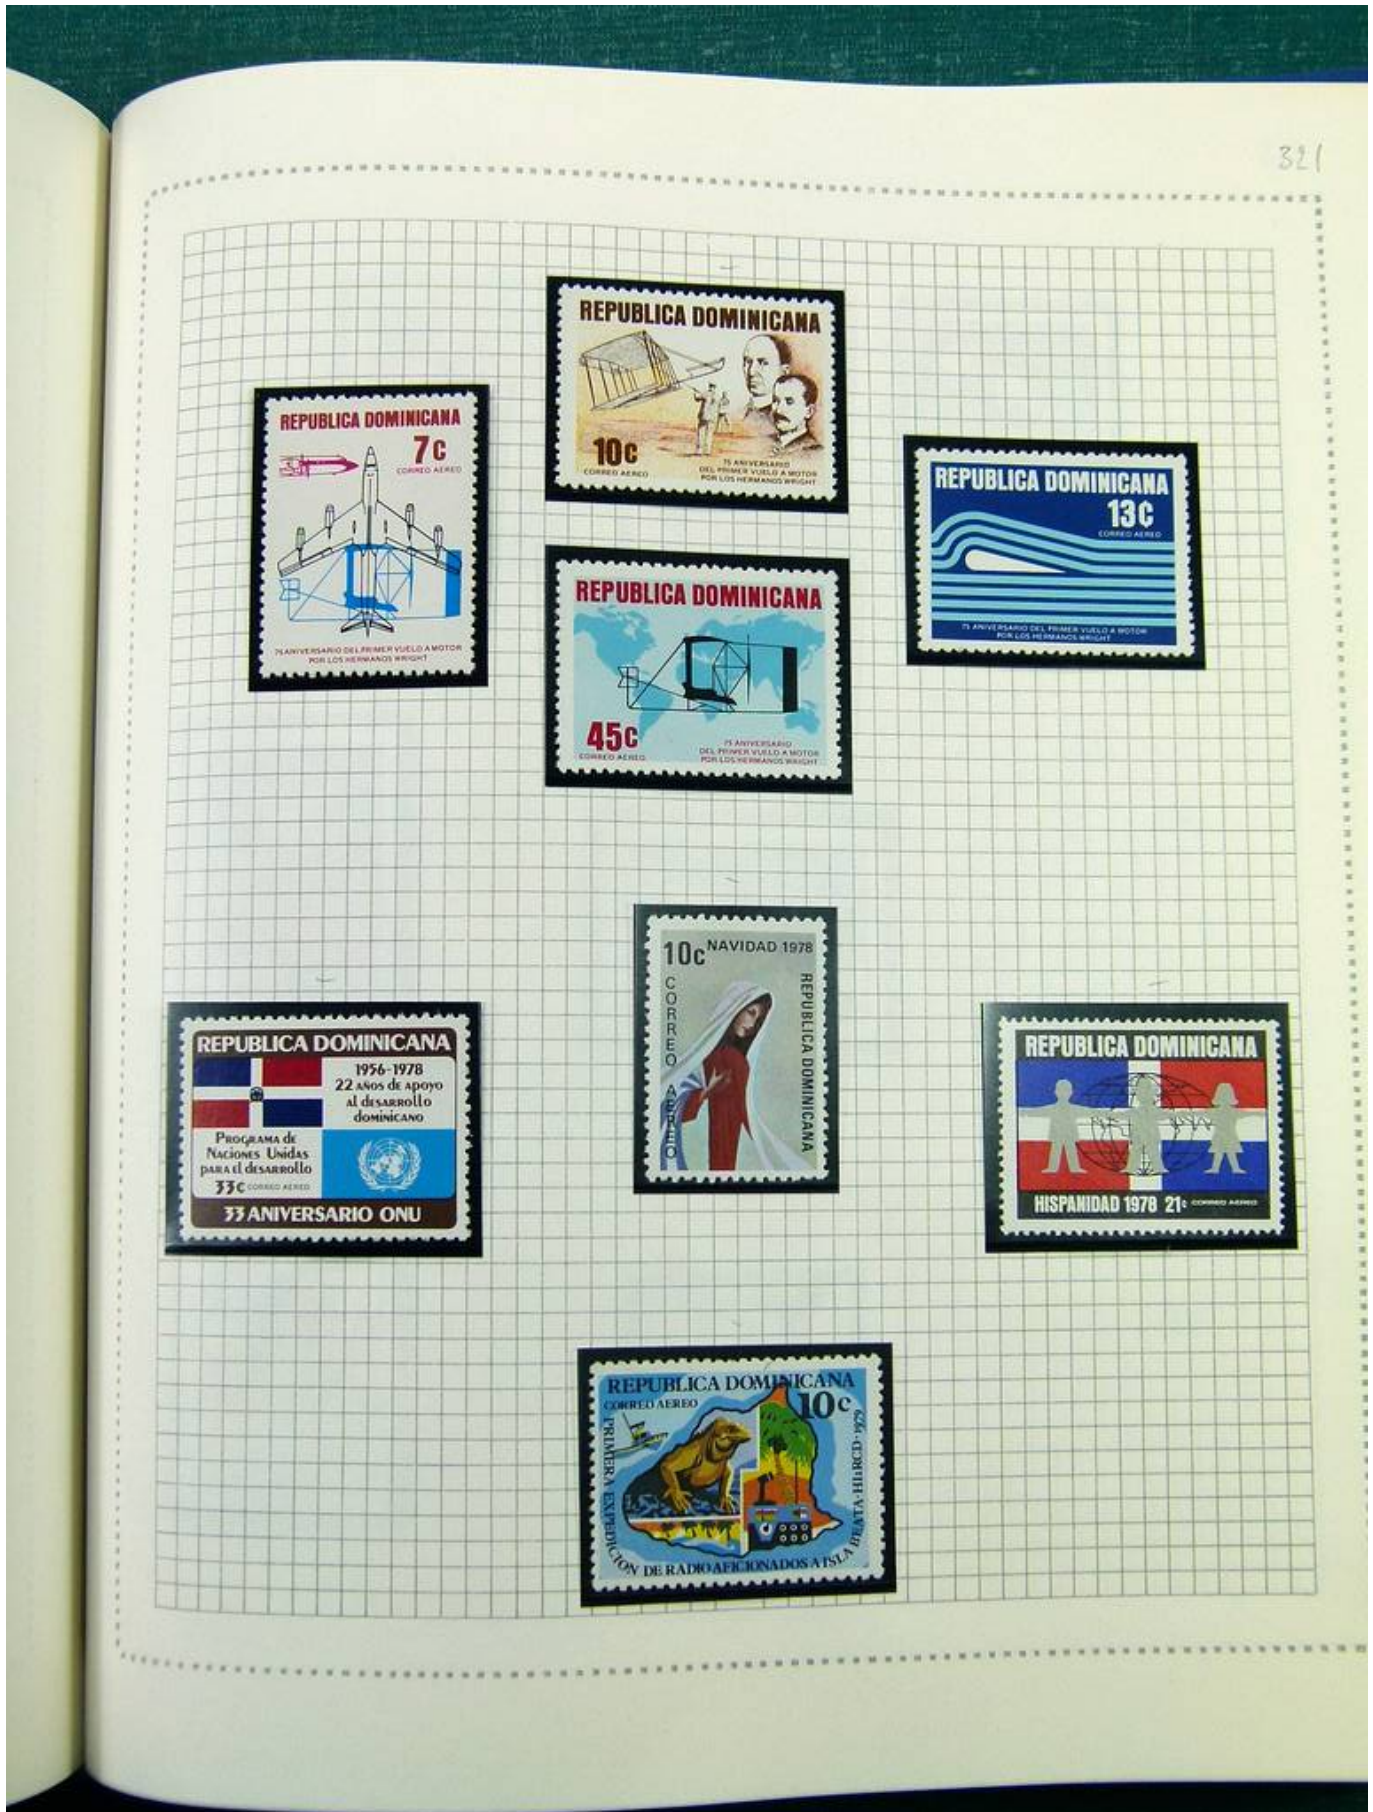 321
REPUBLICA DOMINICANA
10c
CORREO AEREO
75 ANIVERSARIO
DEL PRIMER VUELO A MOTOR
POR LOS HERMANOS WRIGHT
REPUBLICA DOMINICANA
7c
CORREO AEREO
75 ANIVERSARIO DEL PRIMER VUELO A MOTOR
POR LOS HERMANOS WRIGHT
REPUBLICA DOMINICANA
13c
CORREO AEREO
75 ANIVERSARIO DEL PRIMER VUELO A MOTOR
POR LOS HERMANOS WRIGHT
REPUBLICA DOMINICANA
45c
CORREO AEREO
75 ANIVERSARIO
DEL PRIMER VUELO A MOTOR
POR LOS HERMANOS WRIGHT
10c NAVIDAD 1978
CORREO AEREO
REPUBLICA DOMINICANA
REPUBLICA DOMINICANA
1956-1978
22 AÑOS de APOYO
Al dESARROllo
dOMINICANO
PROGRAMA de
NACIONES UNIdAS
PARA El dESARROllo
33c CORREO AEREO
33 ANIVERSARIO ONU
REPUBLICA DOMINICANA
HISPANIDAD 1978 21c CORREO AEREO
REPUBLICA DOMINICANA
CORREO AEREO
10c
PRIMERA EXPEDICION DE RADIO AFICIONADOS A ISLA BEATA-HI1RCD-1979